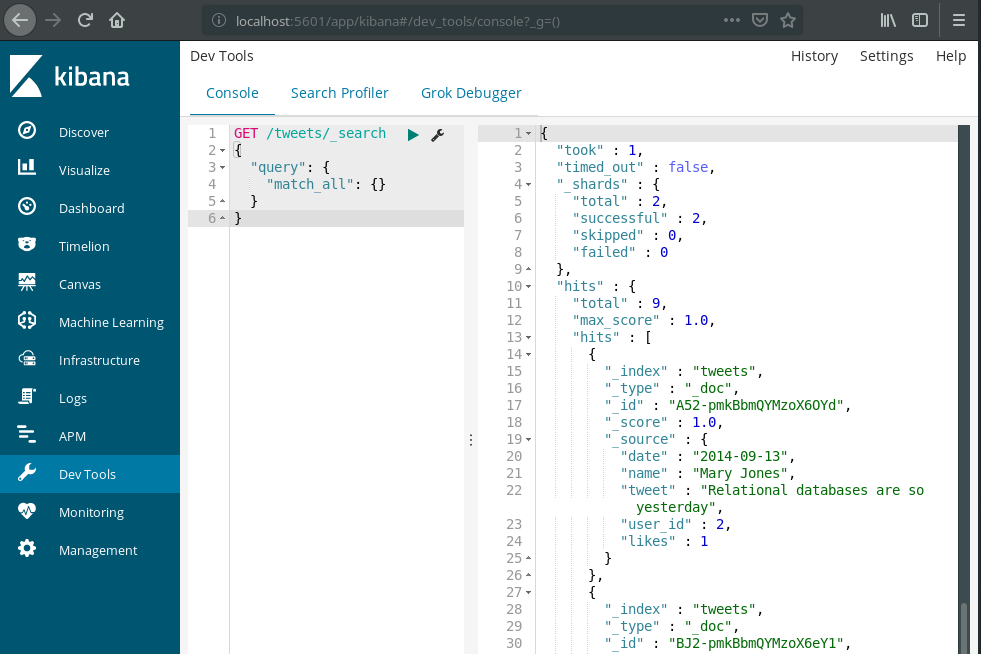 localhost:5601/app/kibana#/dev_tools/console?_g=()
kibana
Discover
Visualize
Dashboard
Timelion
Canvas
Machine Learning
Infrastructure
Logs
APM
Dev Tools
Monitoring
Management
Dev Tools
History Settings Help
Console Search Profiler Grok Debugger
1 GET /tweets/_search
2 {
3 "query": {
4 "match_all": {}
5 }
6 }
1 {
2 "took" : 1,
3 "timed_out" : false,
4 "_shards" : {
5 "total" : 2,
6 "successful" : 2,
7 "skipped" : 0,
8 "failed" : 0
9 },
10 "hits" : {
11 "total" : 9,
12 "max_score" : 1.0,
13 "hits" : [
14 {
15 "_index" : "tweets",
16 "_type" : "_doc",
17 "_id" : "A52-pmkBbmQYMzoX6OYd",
18 "_score" : 1.0,
19 "_source" : {
20 "date" : "2014-09-13",
21 "name" : "Mary Jones",
22 "tweet" : "Relational databases are so
yesterday",
23 "user_id" : 2,
24 "likes" : 1
25 }
26 },
27 {
28 "_index" : "tweets",
29 "_type" : "_doc",
30 "_id" : "BJ2-pmkBbmQYMzoX6eY1",